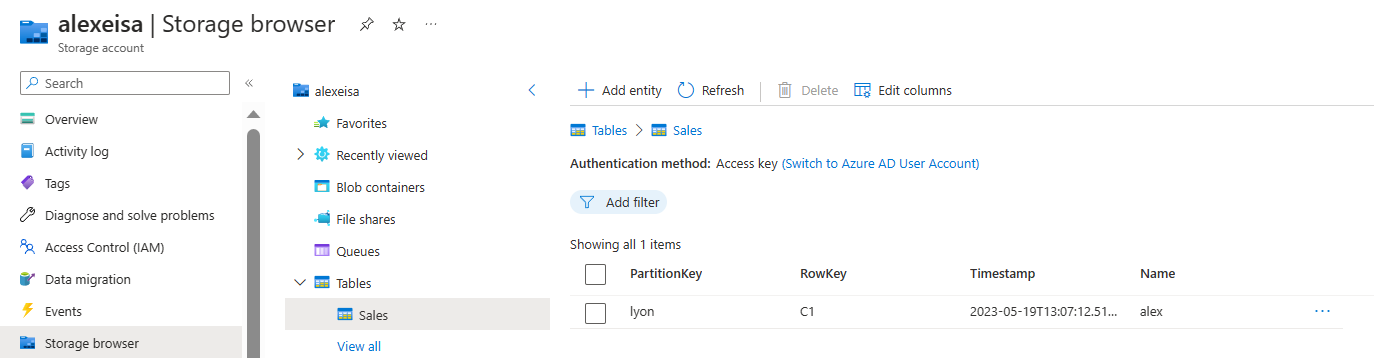 alexeisa | Storage browser
Storage account
Search
Overview
Activity log
Tags
Diagnose and solve problems
Access Control (IAM)
Data migration
Events
Storage browser
alexeisa
Favorites
Recently viewed
Blob containers
File shares
Queues
Tables
Sales
View all
Add entity Refresh Delete Edit columns
Tables > Sales
Authentication method: Access key (Switch to Azure AD User Account)
Add filter
Showing all 1 items
PartitionKey RowKey Timestamp Name
lyon C1 2023-05-19T13:07:12.51... alex